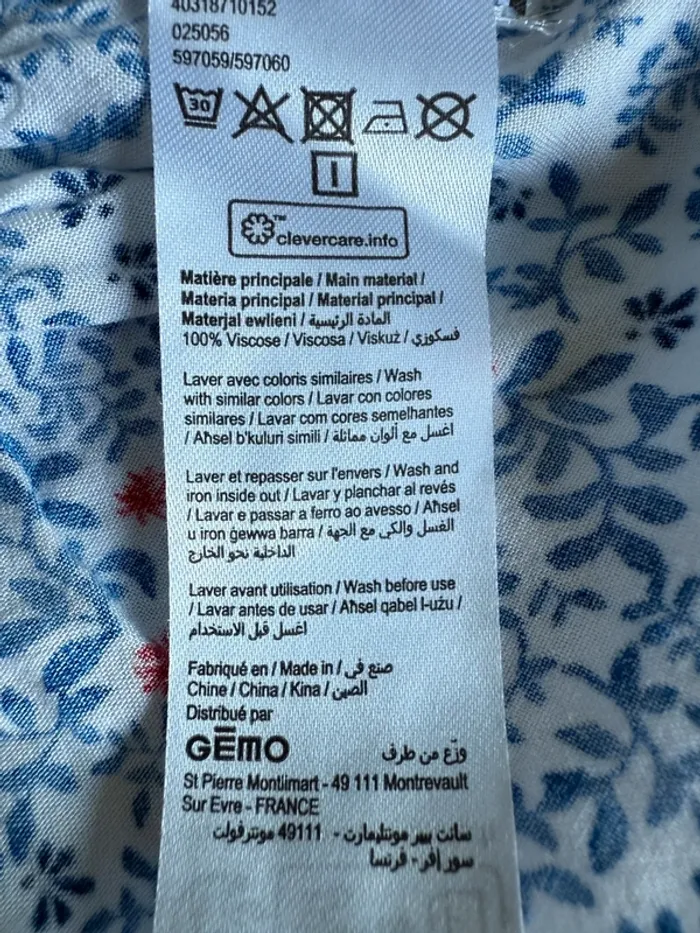 40318710152
025056
597059/597060
30
I
™
clevercare.info
Matière principale / Main material /
Materia principal / Material principal /
Materjal ewlieni / المادة الرئيسية
100% Viscose / Viscosa / Viskuż / فسكوزي
Laver avec coloris similaires / Wash
with similar colors / Lavar con colores
similares / Lavar com cores semelhantes
/ Aħsel b'kuluri simili / اغسل مع ألوان مماثلة
Laver et repasser sur l'envers / Wash and
iron inside out / Lavar y planchar al revés
/ Lavar e passar a ferro ao avesso / Aħsel
u iron ġewwa barra / الغسل والكي مع الجهة
الداخلية نحو الخارج
Laver avant utilisation / Wash before use
/ Lavar antes de usar / Aħsel qabel l-użu /
اغسل قبل الاستخدام
Fabriqué en / Made in / صنع في
Chine / China / Kina / الصين
Distribué par
GĒMO وزّع من طرف
St Pierre Montlimart - 49 111 Montrevault
Sur Evre - FRANCE
سانت بيير مونتليمارت - 49111 مونترفولت
سور إفر - فرنسا